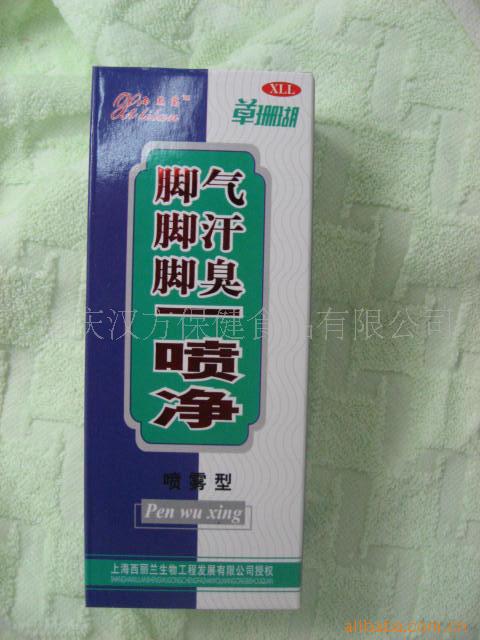 XLL
草珊瑚
脚气
脚汗
脚臭
一喷净
庆汉方保健食品有限公司
喷雾型
Pen wu xing
上海西丽兰生物工程发展有限公司授权
alibaba.com.cn